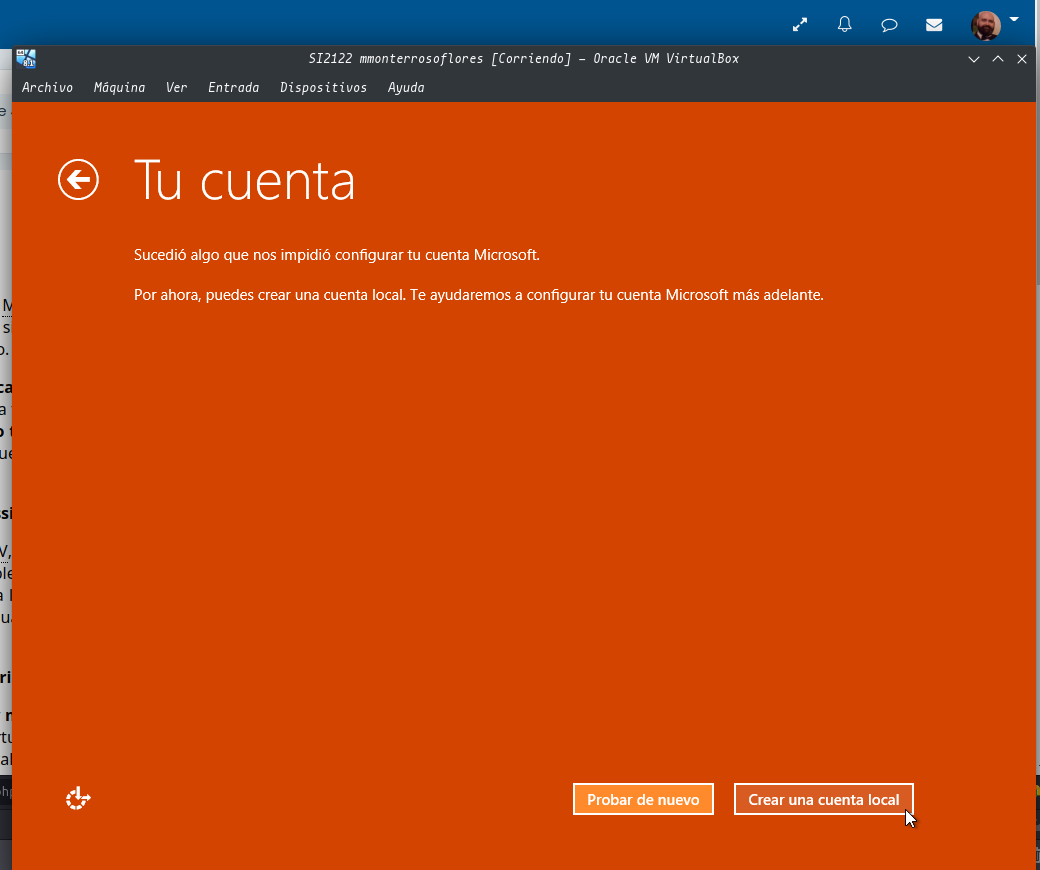 SI2122 mmonterrosoflores [Corriendo] – Oracle VM VirtualBox
Archivo Máquina Ver Entrada Dispositivos Ayuda
Tu cuenta
Sucedió algo que nos impidió configurar tu cuenta Microsoft.
Por ahora, puedes crear una cuenta local. Te ayudaremos a configurar tu cuenta Microsoft más adelante.
Probar de nuevo
Crear una cuenta local